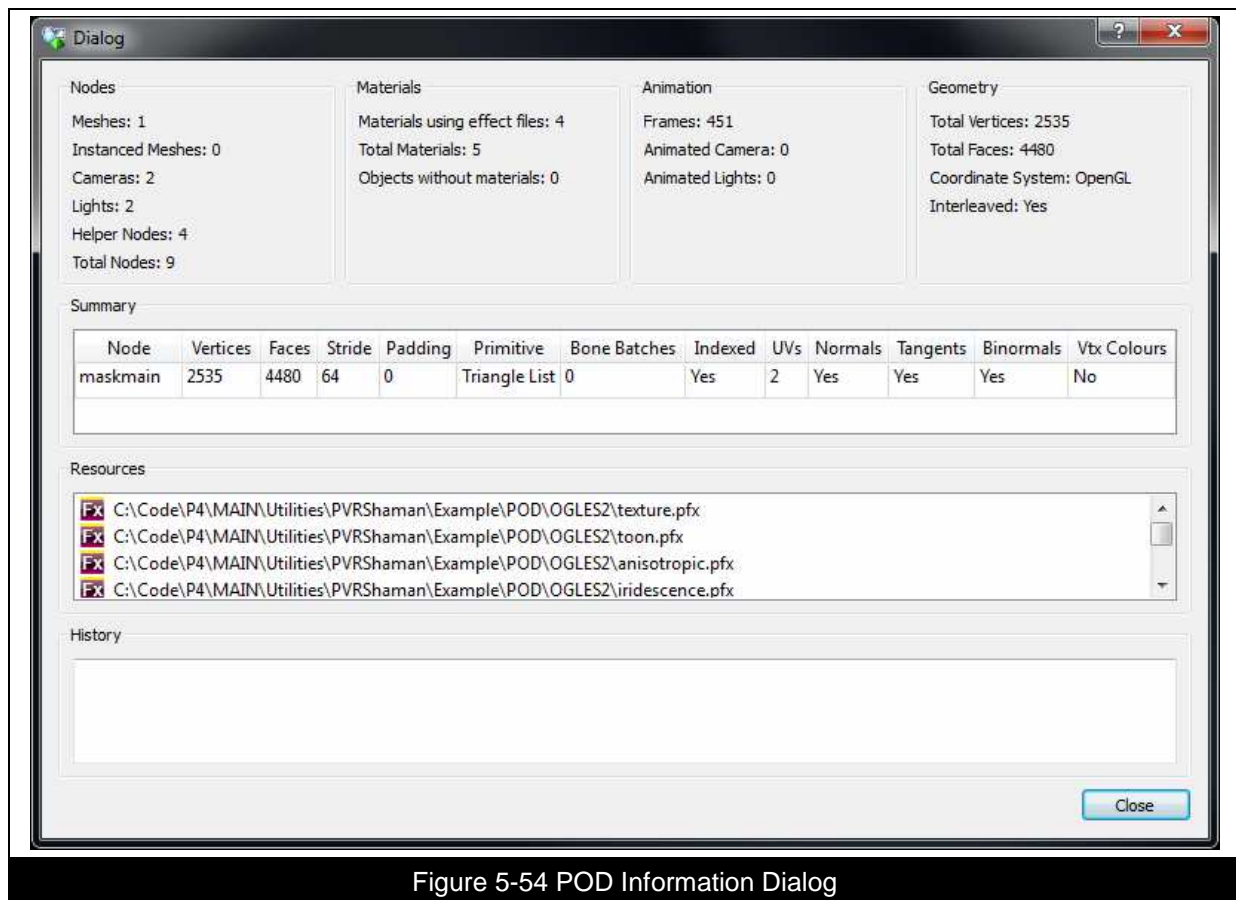 Dialog
Nodes
Meshes: 1
Instanced Meshes: 0
Cameras: 2
Lights: 2
Helper Nodes: 4
Total Nodes: 9
Materials
Materials using effect files: 4
Total Materials: 5
Objects without materials: 0
Animation
Frames: 451
Animated Camera: 0
Animated Lights: 0
Geometry
Total Vertices: 2535
Total Faces: 4480
Coordinate System: OpenGL
Interleaved: Yes
Summary
Node Vertices Faces Stride Padding Primitive Bone Batches Indexed UVs Normals Tangents Binormals Vtx Colours
maskmain 2535 4480 64 0 Triangle List 0 Yes 2 Yes Yes Yes No
Resources
Fx C:\Code\P4\MAIN\Utilities\PVRShaman\Example\POD\OGLES2\texture.pfx
Fx C:\Code\P4\MAIN\Utilities\PVRShaman\Example\POD\OGLES2\toon.pfx
Fx C:\Code\P4\MAIN\Utilities\PVRShaman\Example\POD\OGLES2\anisotropic.pfx
Fx C:\Code\P4\MAIN\Utilities\PVRShaman\Example\POD\OGLES2\iridescence.pfx
History
Close
Figure 5-54 POD Information Dialog